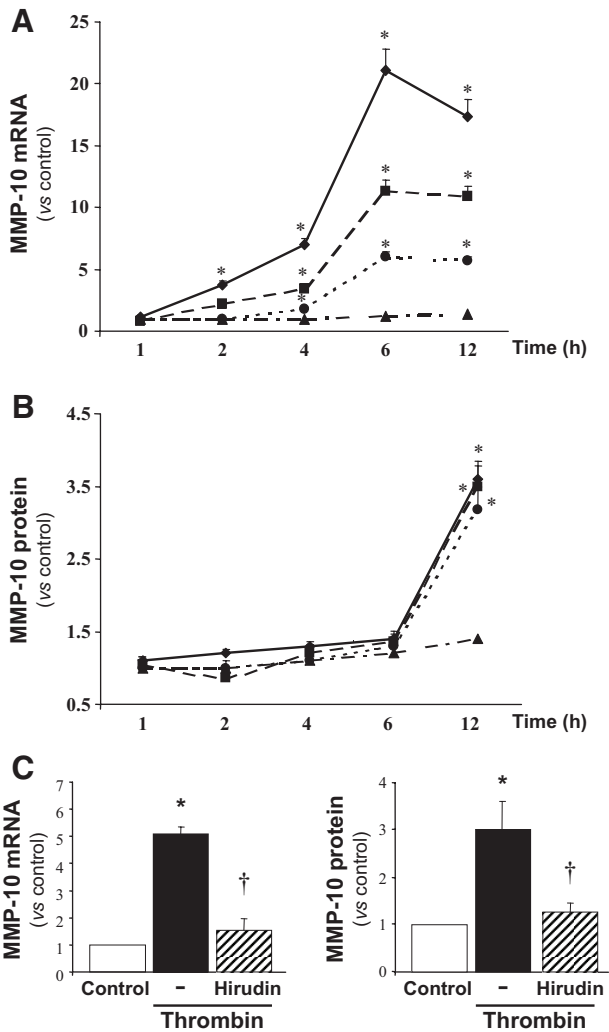 A
MMP-10 mRNA
(vs control)
25
20
15
10
5
0
*
*
*
*
*
*
*
*
*
*
1 2 4 6 12 Time (h)
B
MMP-10 protein
(vs control)
4.5
3.5
2.5
1.5
0.5
*
*
*
1 2 4 6 12 Time (h)
C
MMP-10 mRNA
(vs control)
7
6
5
4
3
2
1
0
*
†
Control – Hirudin
Thrombin
MMP-10 protein
(vs control)
4
3
2
1
0
*
†
Control – Hirudin
Thrombin